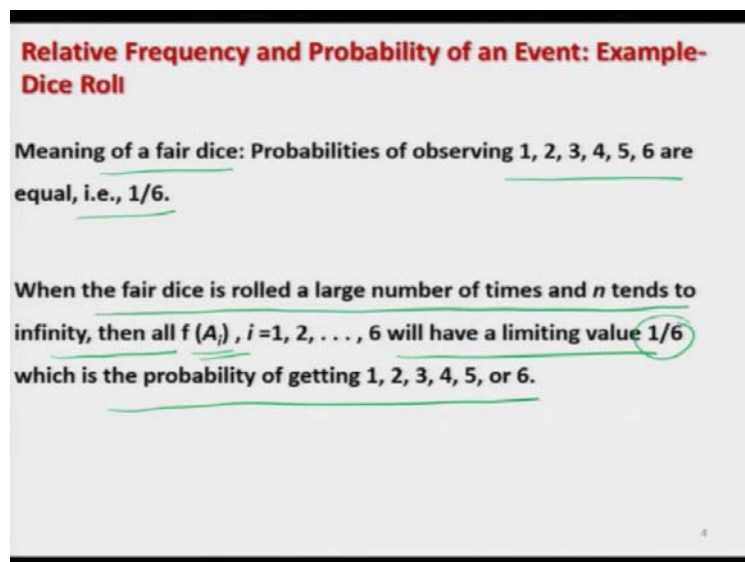 Relative Frequency and Probability of an Event: Example-
Dice Roll
Meaning of a fair dice: Probabilities of observing 1, 2, 3, 4, 5, 6 are
equal, i.e., 1/6.
When the fair dice is rolled a large number of times and n tends to
infinity, then all f (Aᵢ) , i =1, 2, . . . , 6 will have a limiting value 1/6
which is the probability of getting 1, 2, 3, 4, 5, or 6.
4